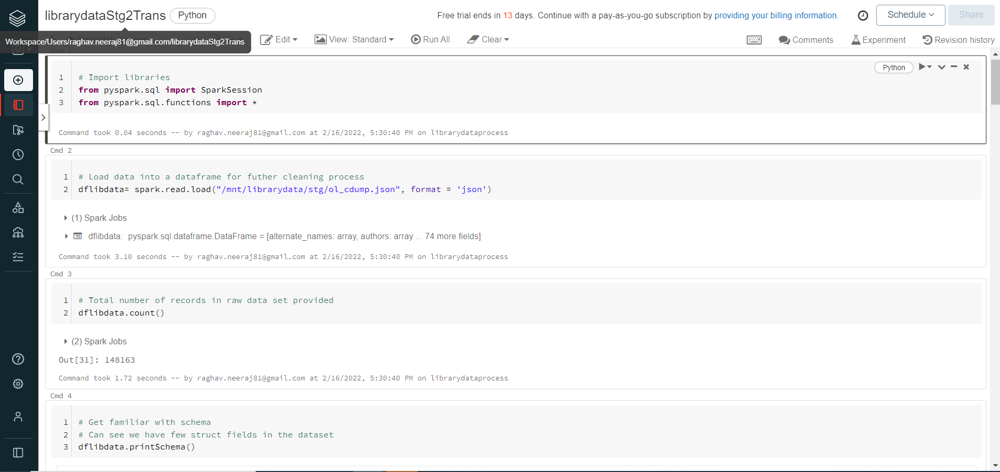 librarydataStg2Trans Python
Free trial ends in 13 days. Continue with a pay-as-you-go subscription by providing your billing information.
Schedule
Share
Workspace/Users/raghav.neeraj81@gmail.com/librarydataStg2Trans
Edit
View: Standard
Run All
Clear
Comments
Experiment
Revision history
Cmd 1
Python
1 # Import libraries
2 from pyspark.sql import SparkSession
3 from pyspark.sql.functions import *
Command took 0.04 seconds -- by raghav.neeraj81@gmail.com at 2/16/2022, 5:30:40 PM on librarydataprocess
Cmd 2
1 # Load data into a dataframe for futher cleaning process
2 dflibdata= spark.read.load("/mnt/librarydata/stg/ol_cdump.json", format = 'json')
(1) Spark Jobs
dflibdata: pyspark.sql.dataframe.DataFrame = [alternate_names: array, authors: array ... 74 more fields]
Command took 3.10 seconds -- by raghav.neeraj81@gmail.com at 2/16/2022, 5:30:40 PM on librarydataprocess
Cmd 3
1 # Total number of records in raw data set provided
2 dflibdata.count()
(2) Spark Jobs
Out[31]: 148163
Command took 1.72 seconds -- by raghav.neeraj81@gmail.com at 2/16/2022, 5:30:40 PM on librarydataprocess
Cmd 4
1 # Get familiar with schema
2 # Can see we have few struct fields in the dataset
3 dflibdata.printSchema()